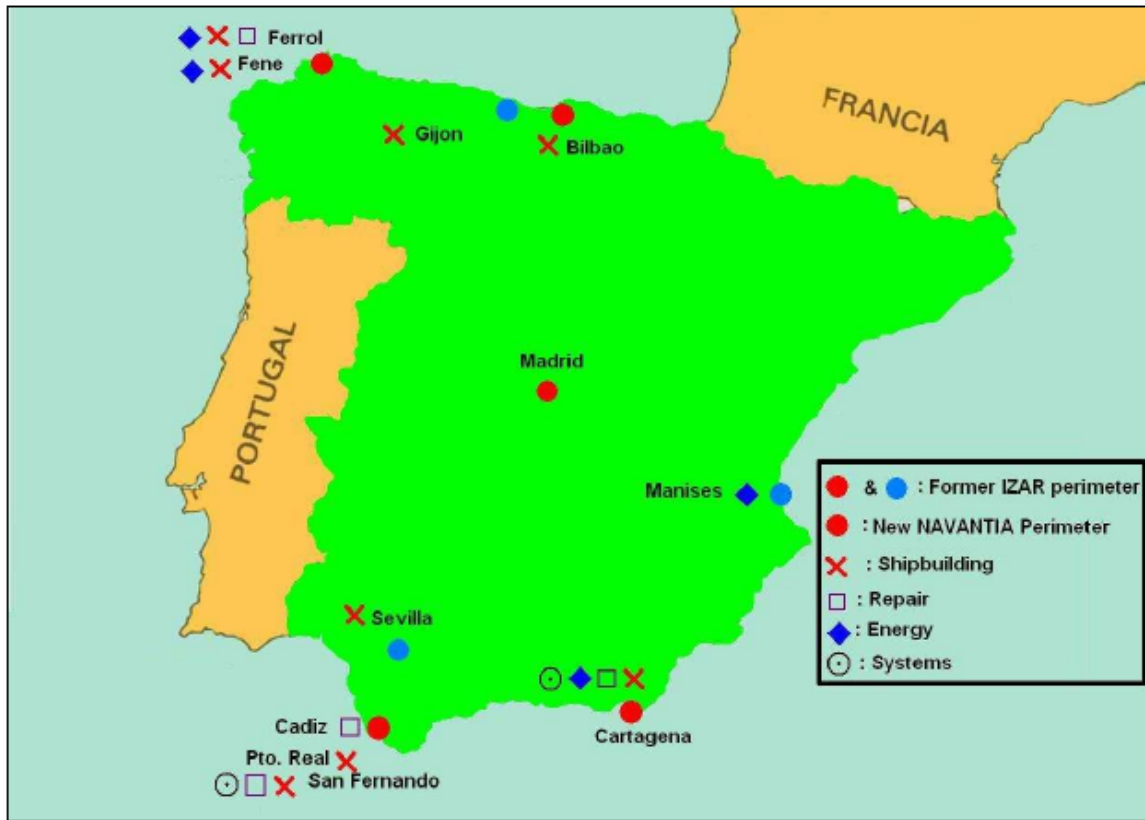 Ferrol
Fene
Gijon
Bilbao
FRANCIA
PORTUGAL
Madrid
Manises
& : Former IZAR perimeter
: New NAVANTIA Perimeter
: Shipbuilding
: Repair
: Energy
: Systems
Sevilla
Cadiz
Cartagena
Pto. Real
San Fernando